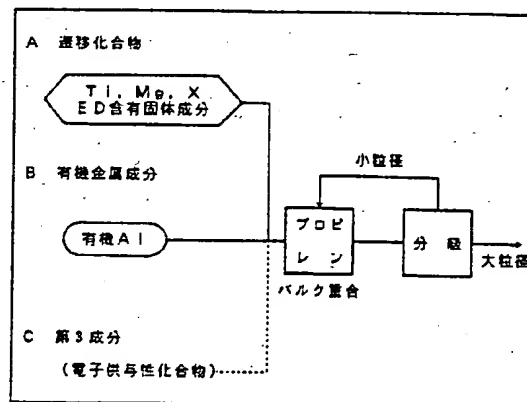 A 遷移化合物
Ti, Mg, X
ED含有固体成分
B 有機金属成分
有機Al
小粒径
プロピ
レン
バルク重合
分級
大粒径
C 第3成分
(電子供与性化合物)